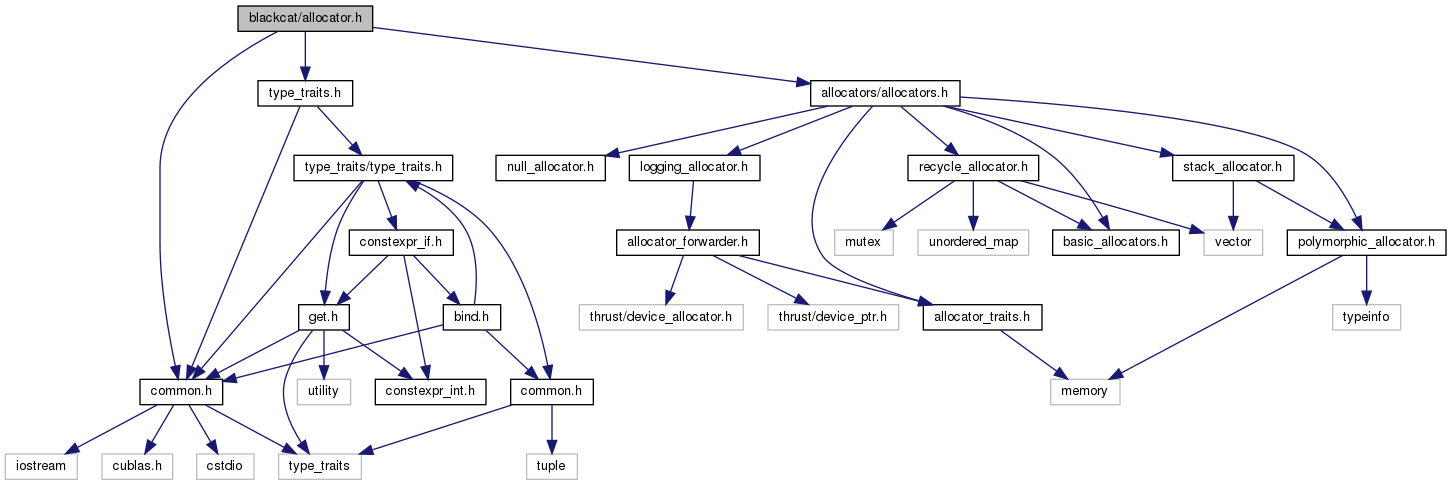 blackcat/allocator.h
type_traits.h
allocators/allocators.h
type_traits/type_traits.h
null_allocator.h
logging_allocator.h
recycle_allocator.h
stack_allocator.h
constexpr_if.h
allocator_forwarder.h
mutex
unordered_map
basic_allocators.h
vector
polymorphic_allocator.h
get.h
bind.h
thrust/device_allocator.h
thrust/device_ptr.h
allocator_traits.h
typeinfo
common.h
utility
constexpr_int.h
common.h
memory
iostream
cublas.h
cstdio
type_traits
tuple